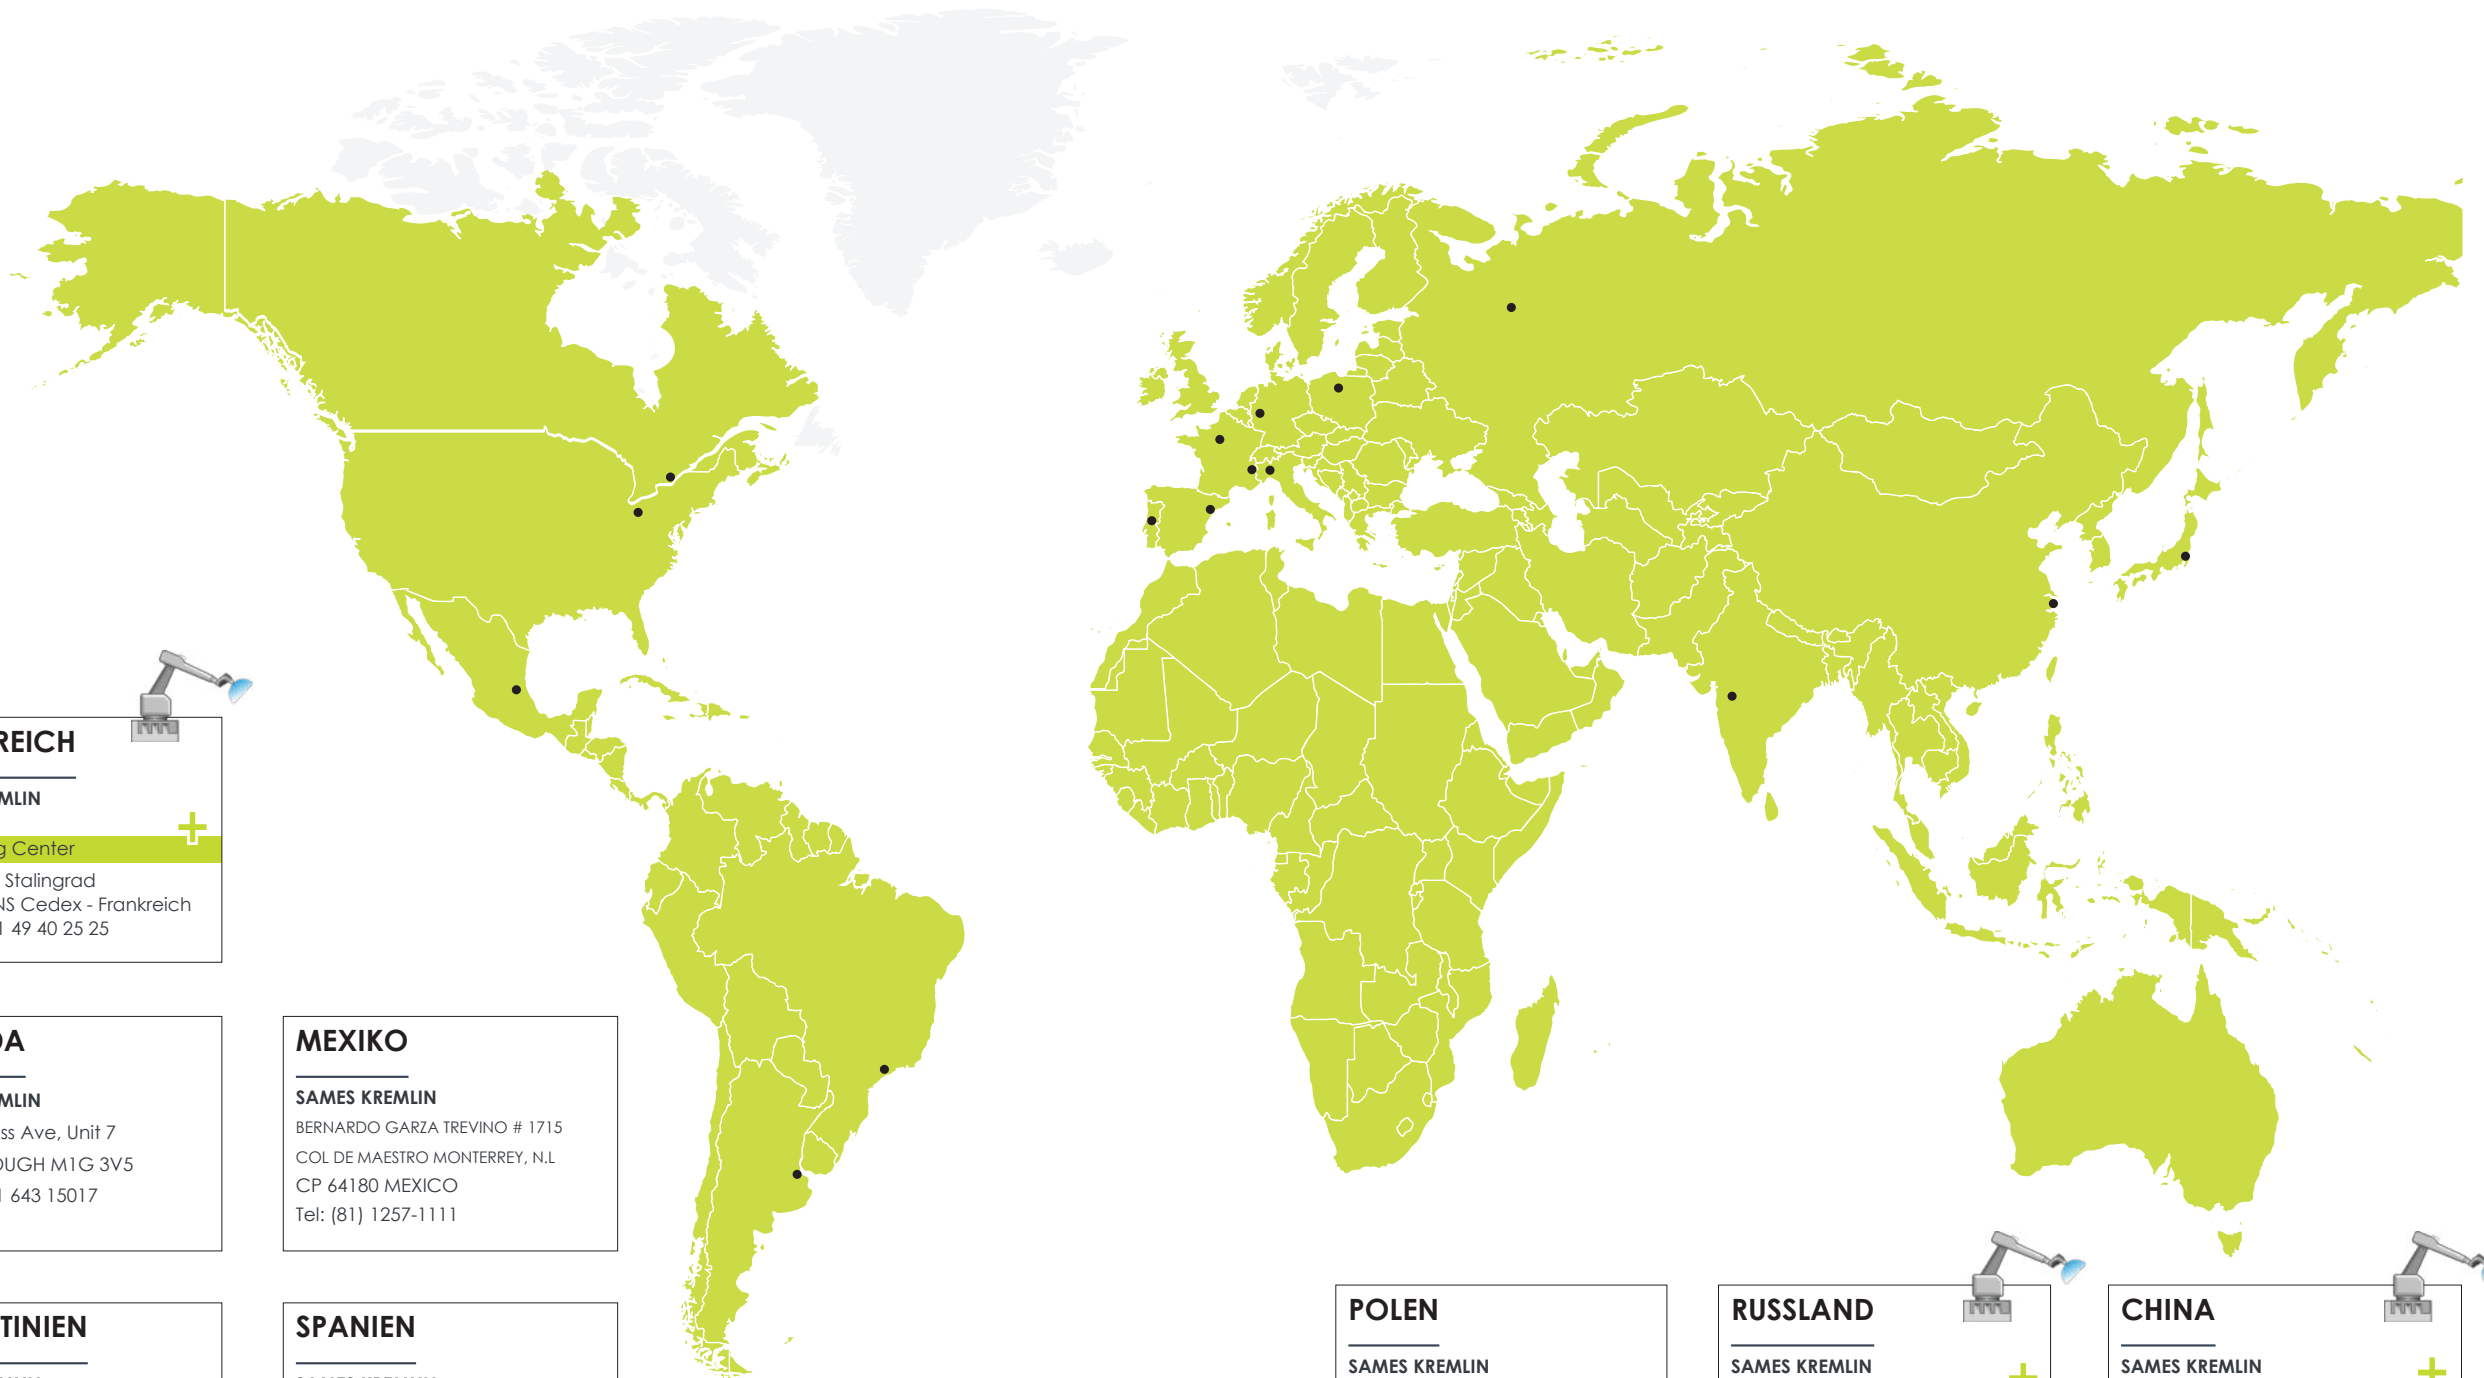 REICH
MLIN
g Center
Stalingrad
NS Cedex - Frankreich
49 40 25 25
DA
MLIN
ss Ave, Unit 7
OUGH M1G 3V5
643 15017
MEXIKO
SAMES KREMLIN
BERNARDO GARZA TREVINO # 1715
COL DE MAESTRO MONTERREY, N.L
CP 64180 MEXICO
Tel: (81) 1257-1111
TINIEN
SPANIEN
POLEN
SAMES KREMLIN
RUSSLAND
SAMES KREMLIN
CHINA
SAMES KREMLIN